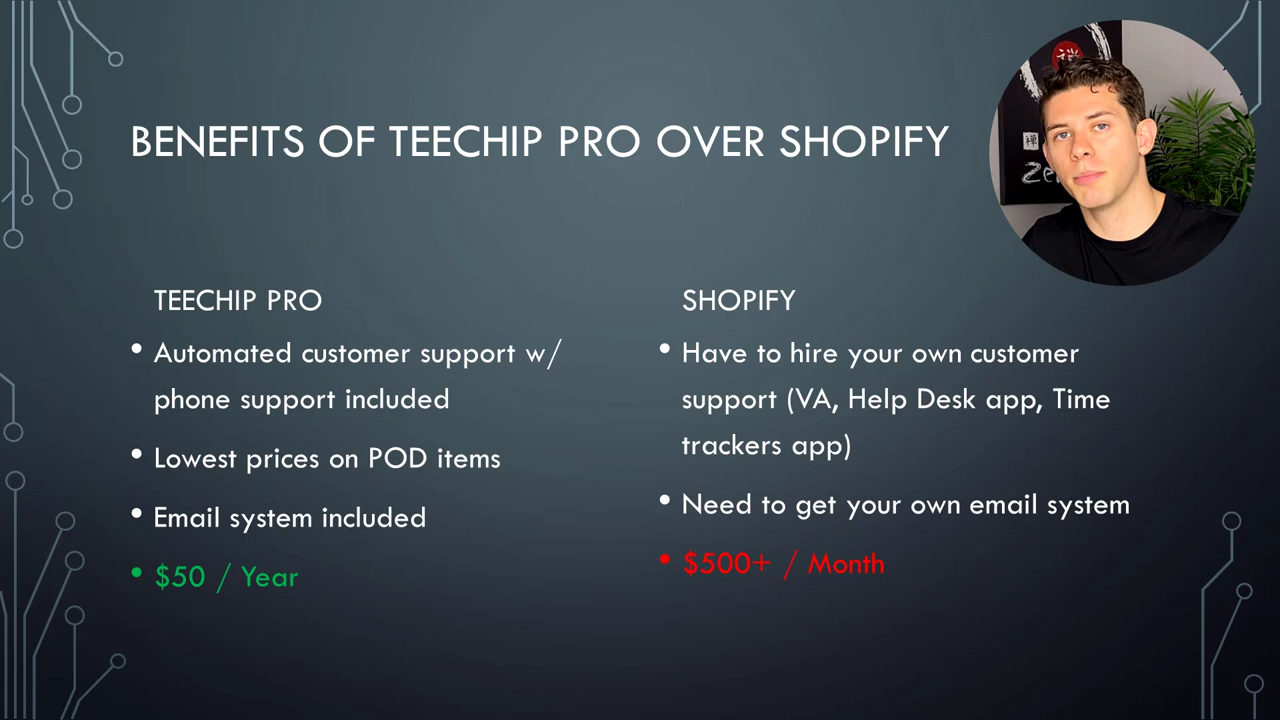 BENEFITS OF TEECHIP PRO OVER SHOPIFY
TEECHIP PRO
• Automated customer support w/
phone support included
• Lowest prices on POD items
• Email system included
• $50 / Year
SHOPIFY
• Have to hire your own customer
support (VA, Help Desk app, Time
trackers app)
• Need to get your own email system
• $500+ / Month
禅
禅